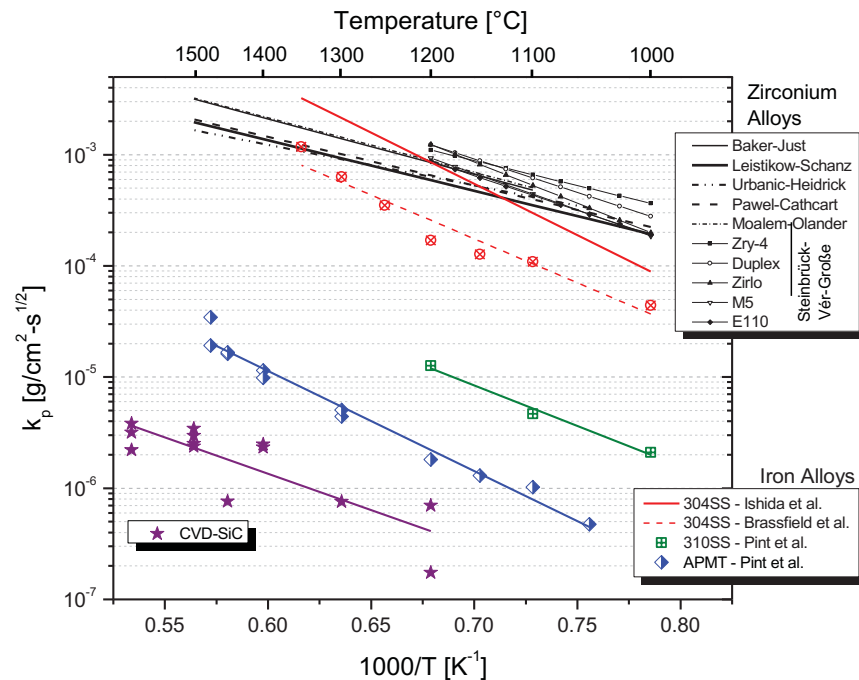 Temperature [°C]
1500 1400 1300 1200 1100 1000
Zirconium
Alloys
Baker-Just
Leistikow-Schanz
Urbanic-Heidrick
Pawel-Cathcart
Moalem-Olander
Zry-4
Duplex
Zirlo
M5
E110
Steinbrück-
Vér-Große
10⁻³
10⁻⁴
10⁻⁵
10⁻⁶
10⁻⁷
kₚ [g/cm²-s^1/2]
Iron Alloys
304SS - Ishida et al.
304SS - Brassfield et al.
310SS - Pint et al.
APMT - Pint et al.
CVD-SiC
0.55 0.60 0.65 0.70 0.75 0.80
1000/T [K⁻¹]